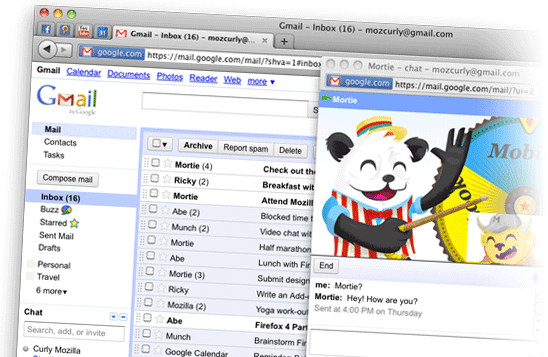 Gmail – Inbox (16) – mozcurly@gmail.com
Gmail – Inbox (16) – mozcurly@...
google.com https://mail.google.com/mail/?shva=1#inbo
Gmail Calendar Documents Photos Reader Web more ▾
Gmail
by Google
Mail
Contacts
Tasks
Compose mail
Inbox (16)
Buzz
Starred
Sent Mail
Drafts
Personal
Travel
6 more▾
Chat
Search, add, or invite
Curly Mozilla
Archive Report spam Delete
Mortie (4) Check out the
Ricky (2) Breakfast wi
Mortie Attend Mozill
Abe (2) Blocked time
Munch (2) Video chat wit
Mortie Half marathon
Abe Lunch with Fir
Mortie (3) Submit design
Ricky Write an Add-
Mozilla (2) Yoga work-out
Abe Firefox 4 Part
Munch Brainstorm
Google Calendar
Mortie – chat – mozcurly@gmail.com
google.com https://mail.google.com/mail/?ui=2
Mortie
Mob
End
me: Mortie?
Mortie: Hey! How are you?
Sent at 4:00 PM on Thursday